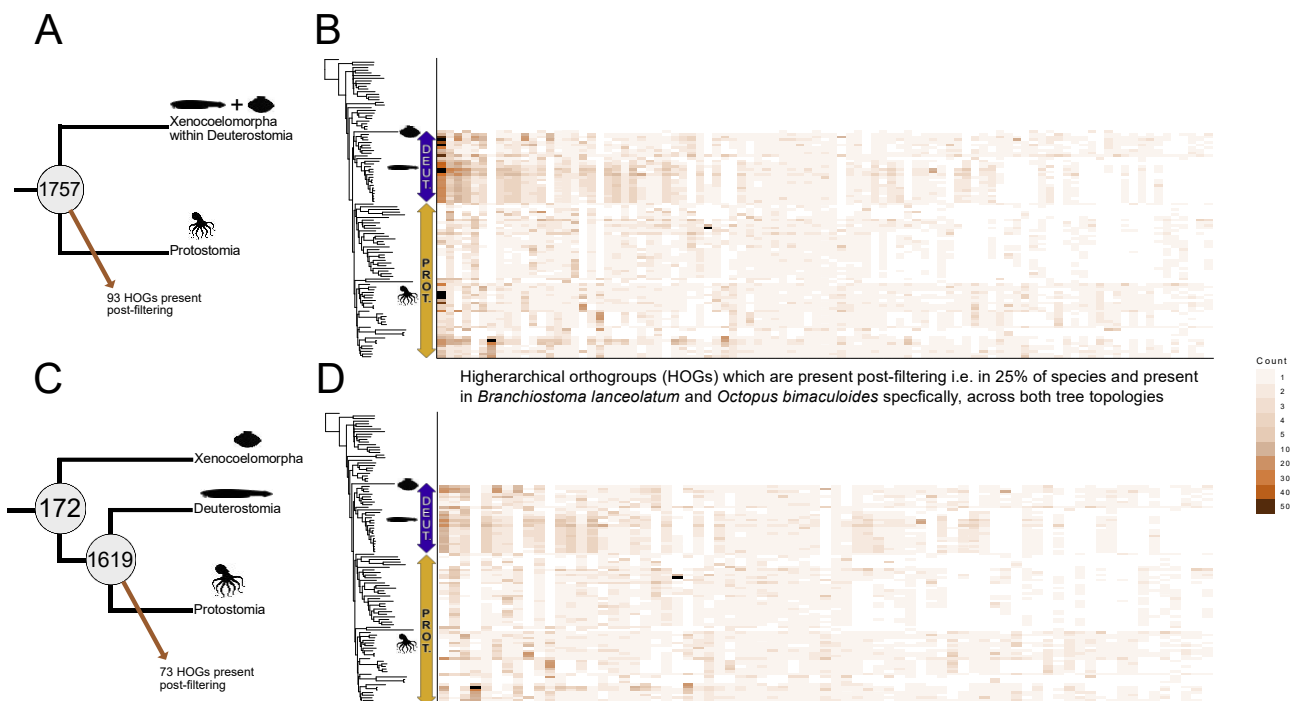 A
Xenocoelomorpha
within Deuterostomia
1757
Protostomia
93 HOGs present
post-filtering
B
DEUT.
PROT.
Higherarchical orthogroups (HOGs) which are present post-filtering i.e. in 25% of species and present
in Branchiostoma lanceolatum and Octopus bimaculoides specfically, across both tree topologies
C
Xenocoelomorpha
172
Deuterostomia
1619
Protostomia
73 HOGs present
post-filtering
D
DEUT.
PROT.
Count
1
2
3
4
5
10
20
30
40
50